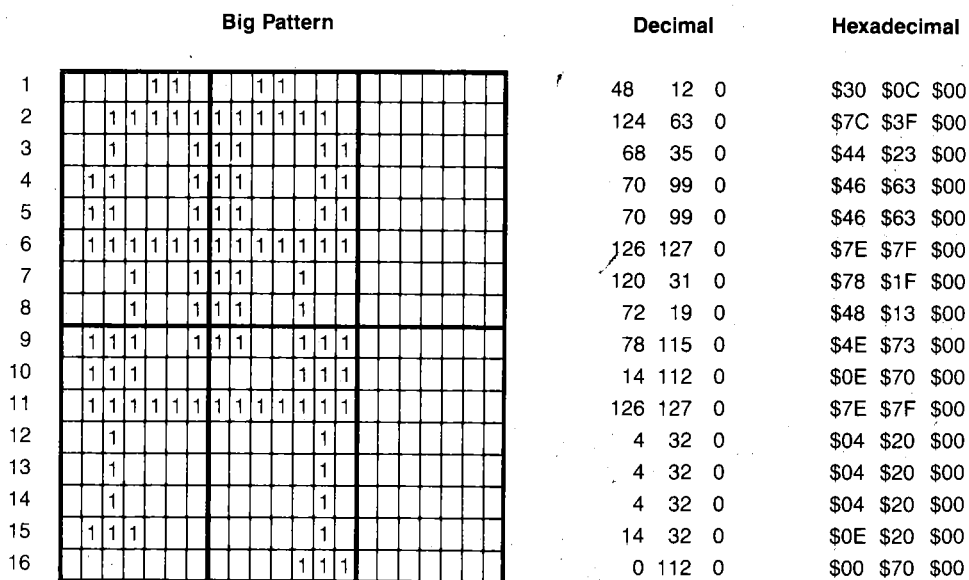 Big Pattern Decimal Hexadecimal
1 1 1 1 1 48 12 0 $30 $0C $00
2 1 1 1 1 1 1 1 1 1 1 1 124 63 0 $7C $3F $00
3 1 1 1 1 1 1 68 35 0 $44 $23 $00
4 1 1 1 1 1 1 1 70 99 0 $46 $63 $00
5 1 1 1 1 1 1 1 70 99 0 $46 $63 $00
6 1 1 1 1 1 1 1 1 1 1 1 1 1 126 127 0 $7E $7F $00
7 1 1 1 1 1 120 31 0 $78 $1F $00
8 1 1 1 1 1 72 19 0 $48 $13 $00
9 1 1 1 1 1 1 1 1 1 78 115 0 $4E $73 $00
10 1 1 1 1 1 1 14 112 0 $0E $70 $00
11 1 1 1 1 1 1 1 1 1 1 1 1 1 126 127 0 $7E $7F $00
12 1 1 4 32 0 $04 $20 $00
13 1 1 4 32 0 $04 $20 $00
14 1 1 4 32 0 $04 $20 $00
15 1 1 1 1 14 32 0 $0E $20 $00
16 1 1 1 0 112 0 $00 $70 $00